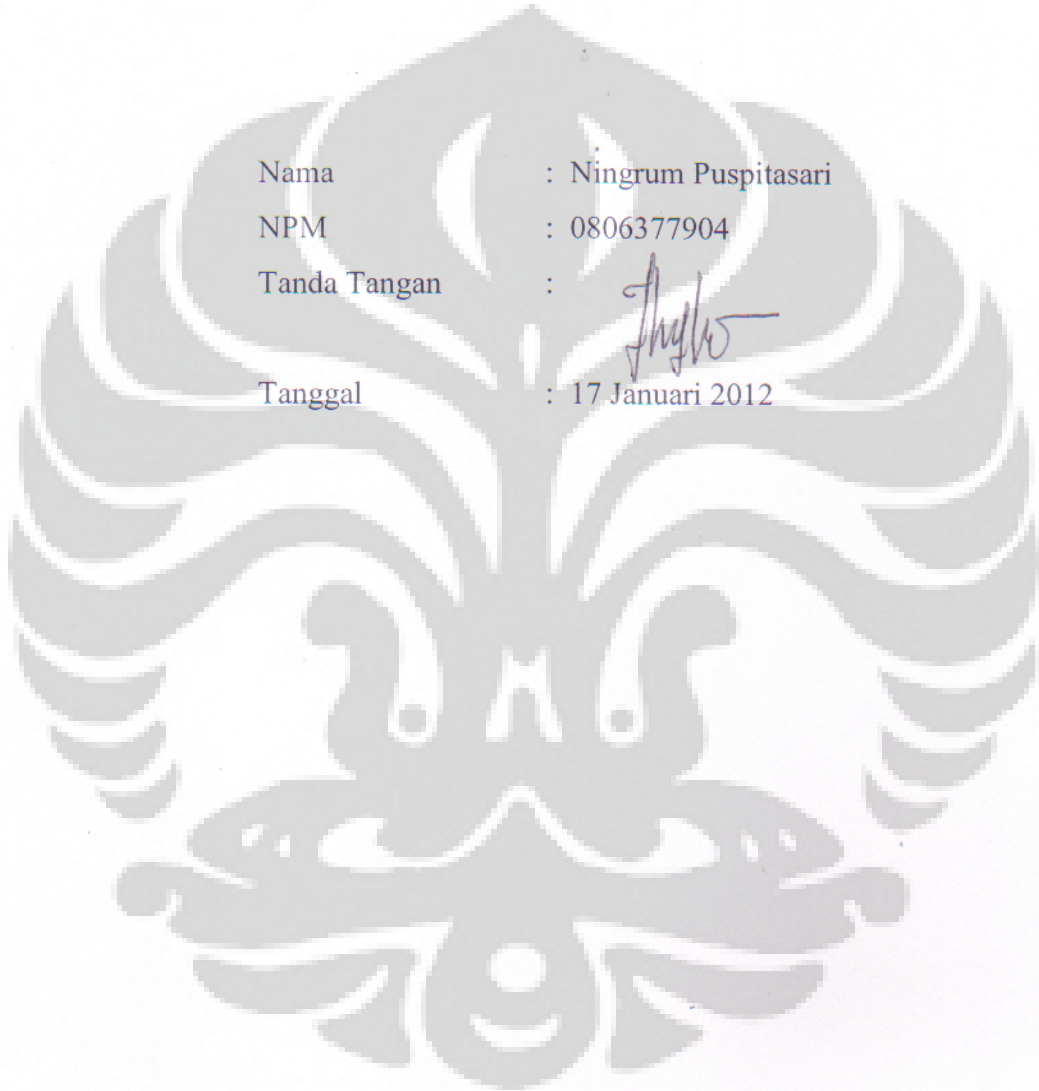 Nama : Ningrum Puspitasari
NPM : 0806377904
Tanda Tangan :
Tanggal : 17 Januari 2012